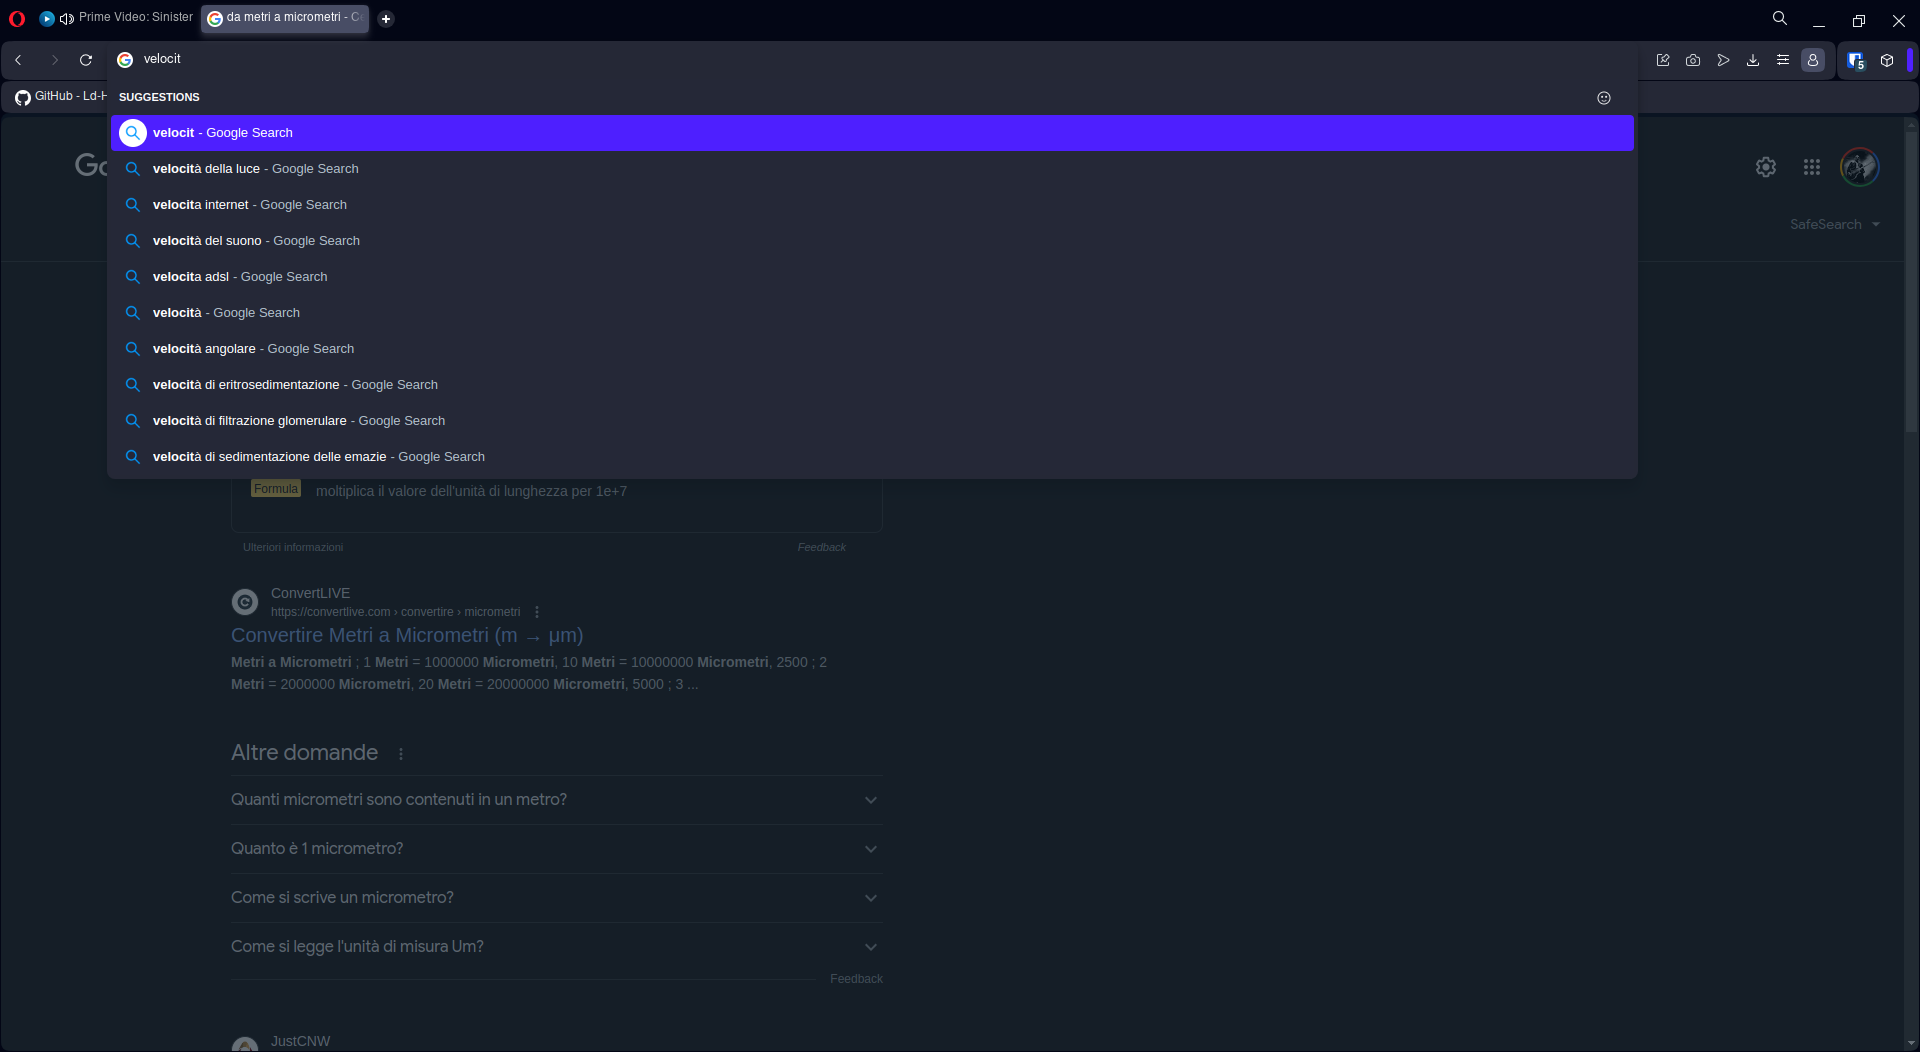 Prime Video: Sinister
da metri a micrometri - Co
velocit
5
GitHub - Ld-H
SUGGESTIONS
velocit - Google Search
velocità della luce - Google Search
velocita internet - Google Search
velocità del suono - Google Search
velocita adsl - Google Search
velocità - Google Search
velocità angolare - Google Search
velocità di eritrosedimentazione - Google Search
velocità di filtrazione glomerulare - Google Search
velocità di sedimentazione delle emazie - Google Search
Go
SafeSearch
Formula moltiplica il valore dell'unità di lunghezza per 1e+7
Ulteriori informazioni Feedback
ConvertLIVE
https://convertlive.com › convertire › micrometri
Convertire Metri a Micrometri (m → μm)
Metri a Micrometri ; 1 Metri = 1000000 Micrometri, 10 Metri = 10000000 Micrometri, 2500 ; 2
Metri = 2000000 Micrometri, 20 Metri = 20000000 Micrometri, 5000 ; 3 ...
Altre domande
Quanti micrometri sono contenuti in un metro?
Quanto è 1 micrometro?
Come si scrive un micrometro?
Come si legge l'unità di misura Um?
Feedback
JustCNW